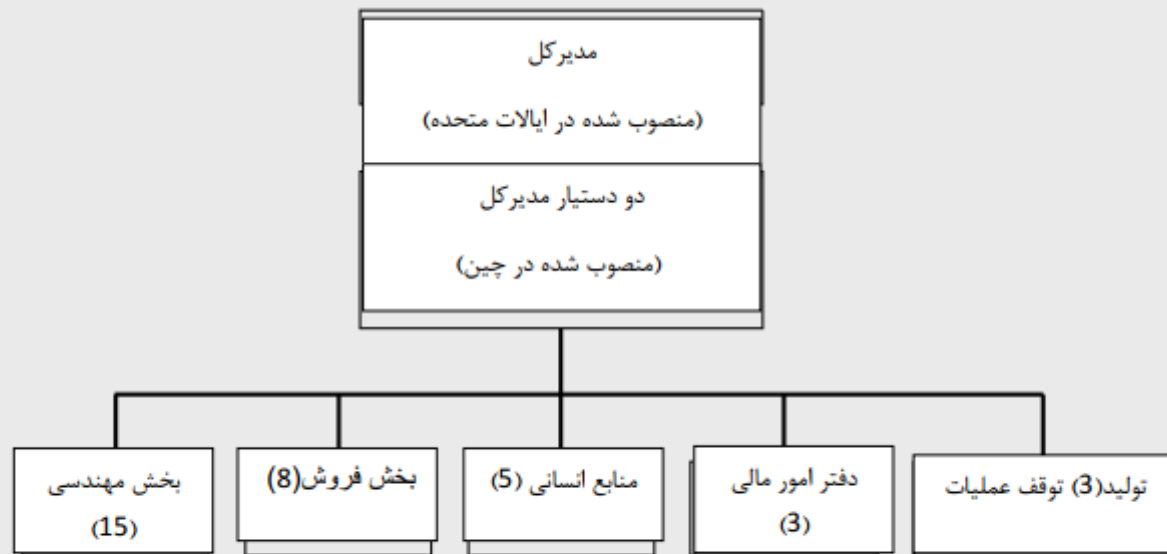 مدیرکل
(منصوب شده در ایالات متحده)
دو دستیار مدیرکل
(منصوب شده در چین)
تولید(3) توقف عملیات
دفتر امور مالی
(3)
منابع انسانی (5)
بخش فروش(8)
بخش مهندسی
(15)